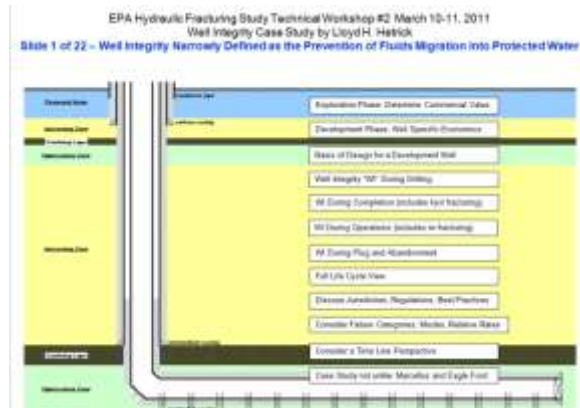 EPA Hydraulic Fracturing Study Technical Workshop #2 March 10-11, 2011
Well Integrity Case Study by Lloyd H. Hetrick
Slide 1 of 22 – Well Integrity Narrowly Defined as the Prevention of Fluids Migration into Protected Water
Exploration Phase: Determine Commercial Value
Development Phase: Well Specific Economics
Basis of Design for a Development Well
Well Integrity "WI" During Drilling
WI During Completion (includes hyd fracturing)
WI During Operations (includes re-fracturing)
WI During Plug and Abandonment
Full Life Cycle View
Discuss Jurisdiction, Regulations, Best Practices
Consider Failure Categories, Modes, Relative Rates
Consider a Time Line Perspective
Case Study not unlike Marcellus and Eagle Ford